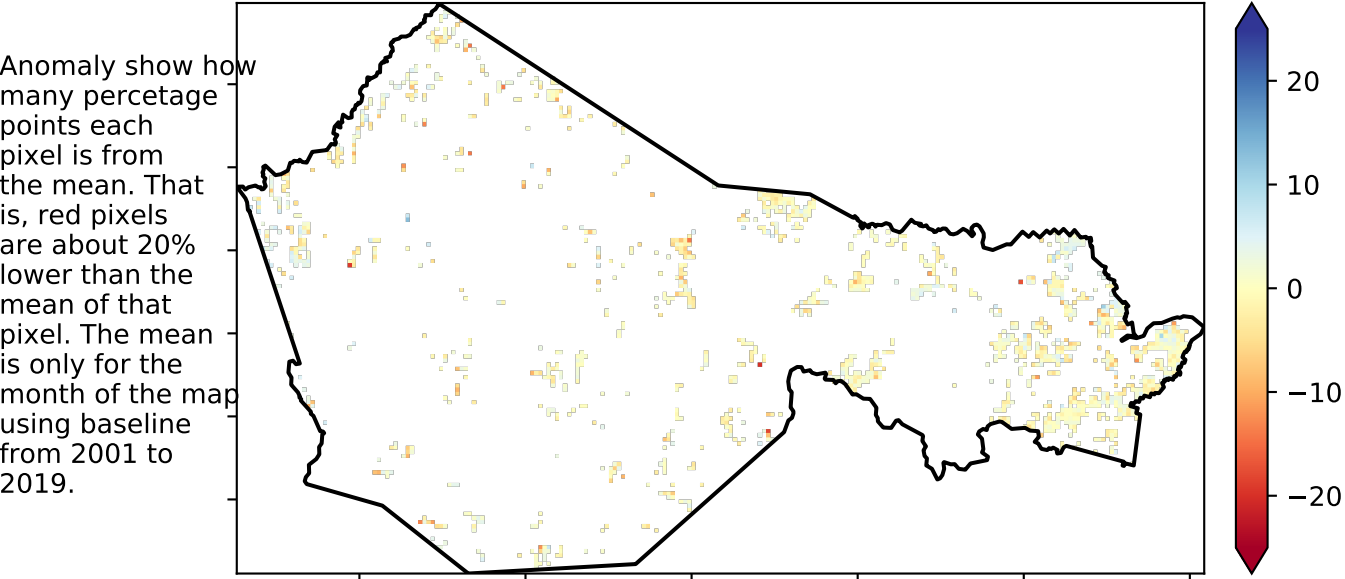 Anomaly show how
many percetage
points each
pixel is from
the mean. That
is, red pixels
are about 20%
lower than the
mean of that
pixel. The mean
is only for the
month of the map
using baseline
from 2001 to
2019.
20
10
0
−10
−20